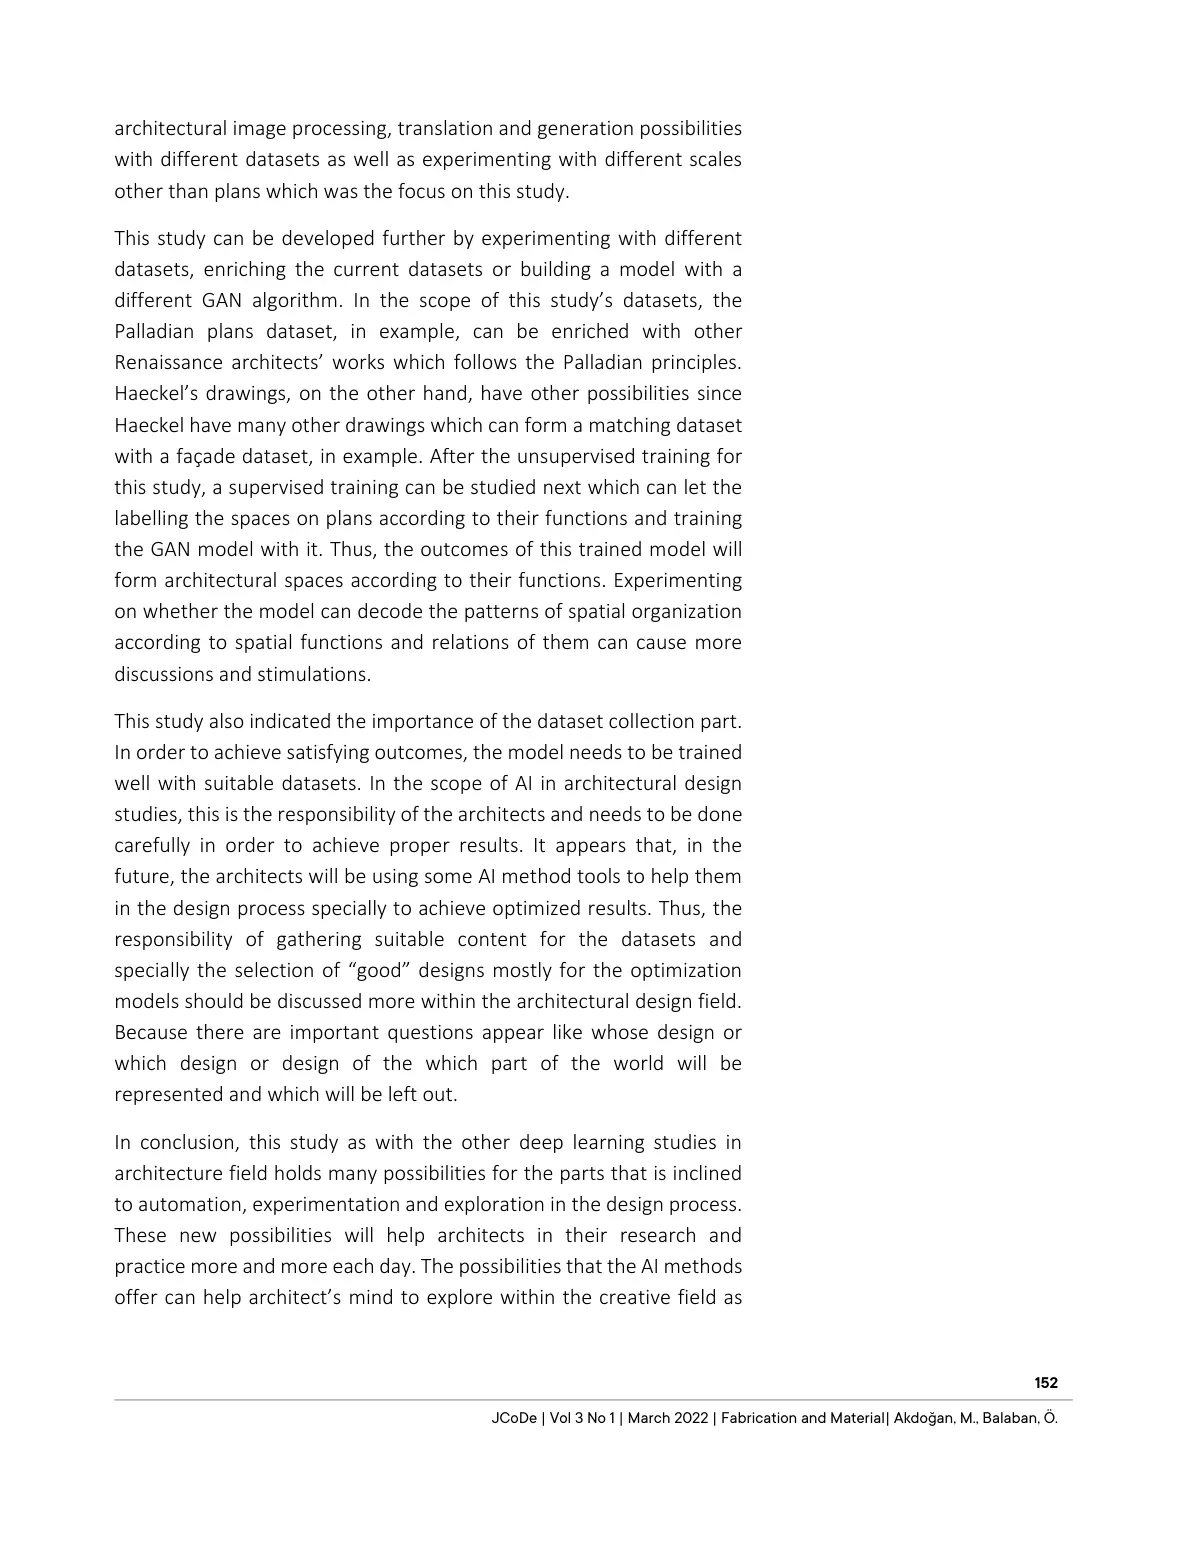 architectural image processing, translation and generation possibilities
with different datasets as well as experimenting with different scales
other than plans which was the focus on this study.
This study can be developed further by experimenting with different
datasets, enriching the current datasets or building a model with a
different GAN algorithm. In the scope of this study’s datasets, the
Palladian plans dataset, in example, can be enriched with other
Renaissance architects’ works which follows the Palladian principles.
Haeckel’s drawings, on the other hand, have other possibilities since
Haeckel have many other drawings which can form a matching dataset
with a façade dataset, in example. After the unsupervised training for
this study, a supervised training can be studied next which can let the
labelling the spaces on plans according to their functions and training
the GAN model with it. Thus, the outcomes of this trained model will
form architectural spaces according to their functions. Experimenting
on whether the model can decode the patterns of spatial organization
according to spatial functions and relations of them can cause more
discussions and stimulations.
This study also indicated the importance of the dataset collection part.
In order to achieve satisfying outcomes, the model needs to be trained
well with suitable datasets. In the scope of AI in architectural design
studies, this is the responsibility of the architects and needs to be done
carefully in order to achieve proper results. It appears that, in the
future, the architects will be using some AI method tools to help them
in the design process specially to achieve optimized results. Thus, the
responsibility of gathering suitable content for the datasets and
specially the selection of “good” designs mostly for the optimization
models should be discussed more within the architectural design field.
Because there are important questions appear like whose design or
which design or design of the which part of the world will be
represented and which will be left out.
In conclusion, this study as with the other deep learning studies in
architecture field holds many possibilities for the parts that is inclined
to automation, experimentation and exploration in the design process.
These new possibilities will help architects in their research and
practice more and more each day. The possibilities that the AI methods
offer can help architect’s mind to explore within the creative field as
152
JCoDe | Vol 3 No 1 | March 2022 | Fabrication and Material| Akdoğan, M., Balaban, Ö.